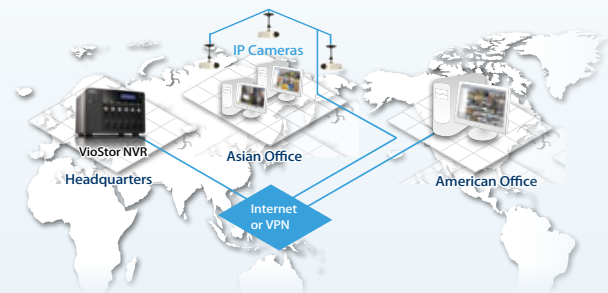 IP Cameras
VioStor NVR
Headquarters
Asian Office
American Office
Internet
or VPN